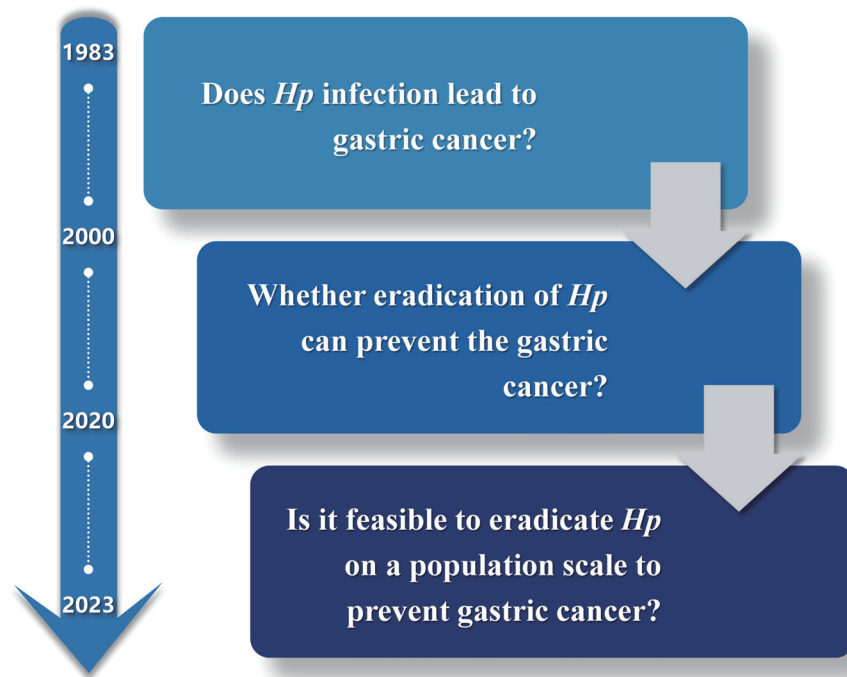 1983
Does Hp infection lead to
gastric cancer?
2000
Whether eradication of Hp
can prevent the gastric
cancer?
2020
Is it feasible to eradicate Hp
on a population scale to
prevent gastric cancer?
2023